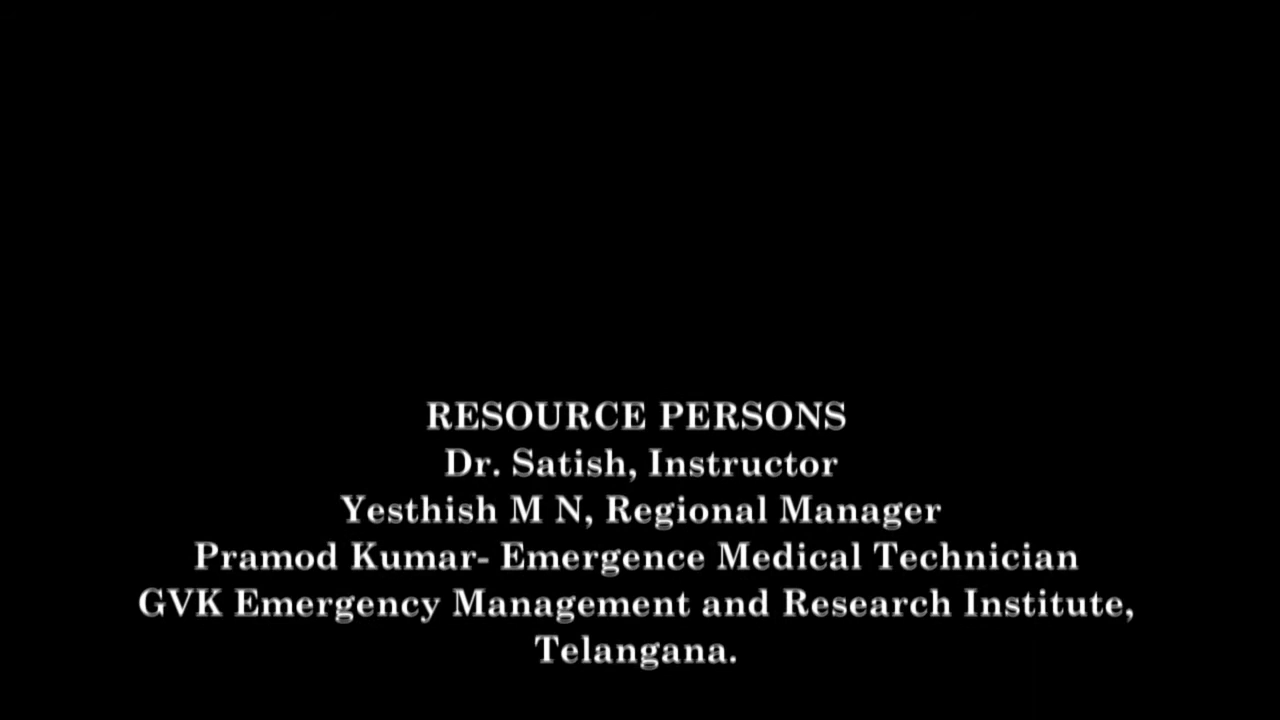 RESOURCE PERSONS
Dr. Satish, Instructor
Yesthish M N, Regional Manager
Pramod Kumar- Emergence Medical Technician
GVK Emergency Management and Research Institute,
Telangana.